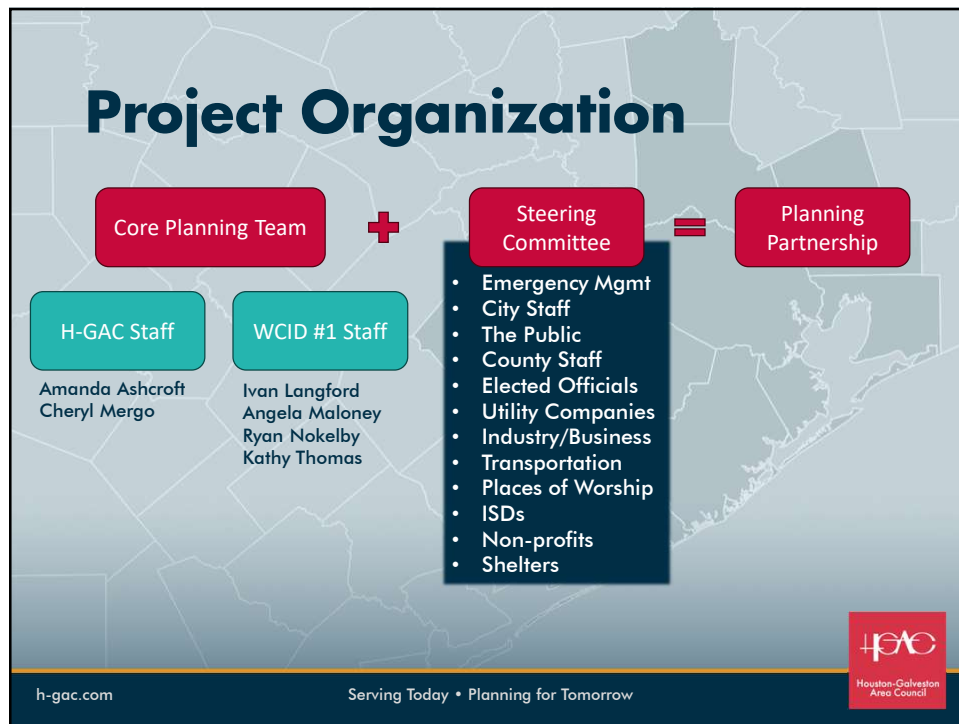 Project Organization
Core Planning Team
+
Steering
Committee
=
Planning
Partnership
H-GAC Staff
Amanda Ashcroft
Cheryl Mergo
WCID #1 Staff
Ivan Langford
Angela Maloney
Ryan Nokelby
Kathy Thomas
• Emergency Mgmt
• City Staff
• The Public
• County Staff
• Elected Officials
• Utility Companies
• Industry/Business
• Transportation
• Places of Worship
• ISDs
• Non-profits
• Shelters
h-gac.com
Serving Today • Planning for Tomorrow
HGAC
Houston-Galveston
Area Council